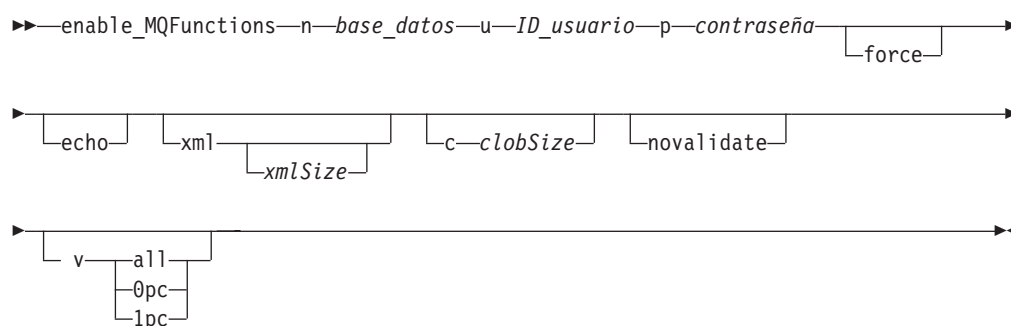 enable_MQFunctions n base_datos u ID_usuario p contraseña
force
echo xml c clobSize novalidate
xmlSize
v all
0pc
1pc